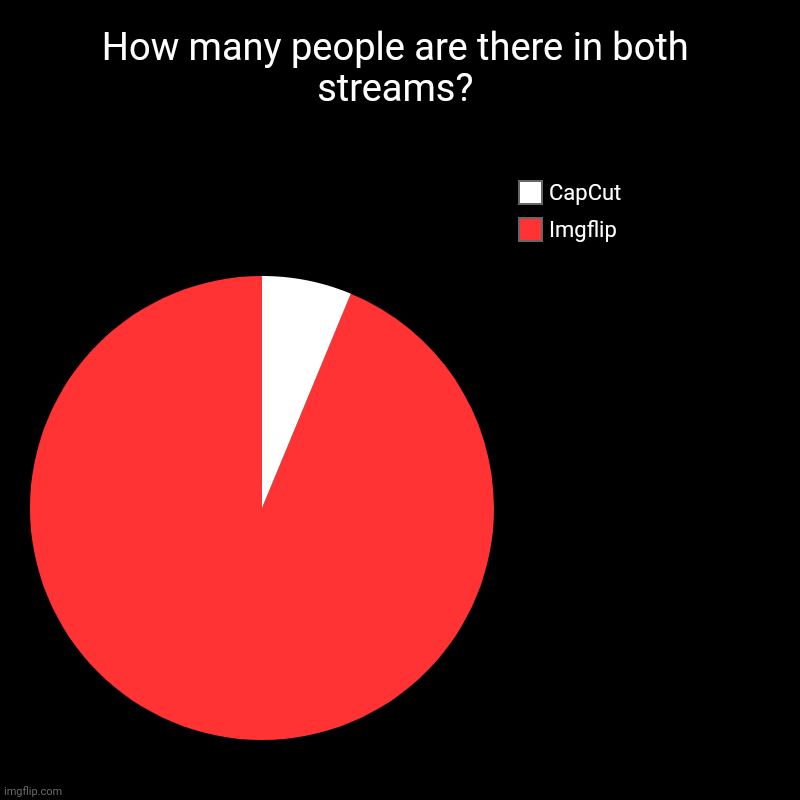 How many people are there in both
streams?
CapCut
Imgflip
imgflip.com